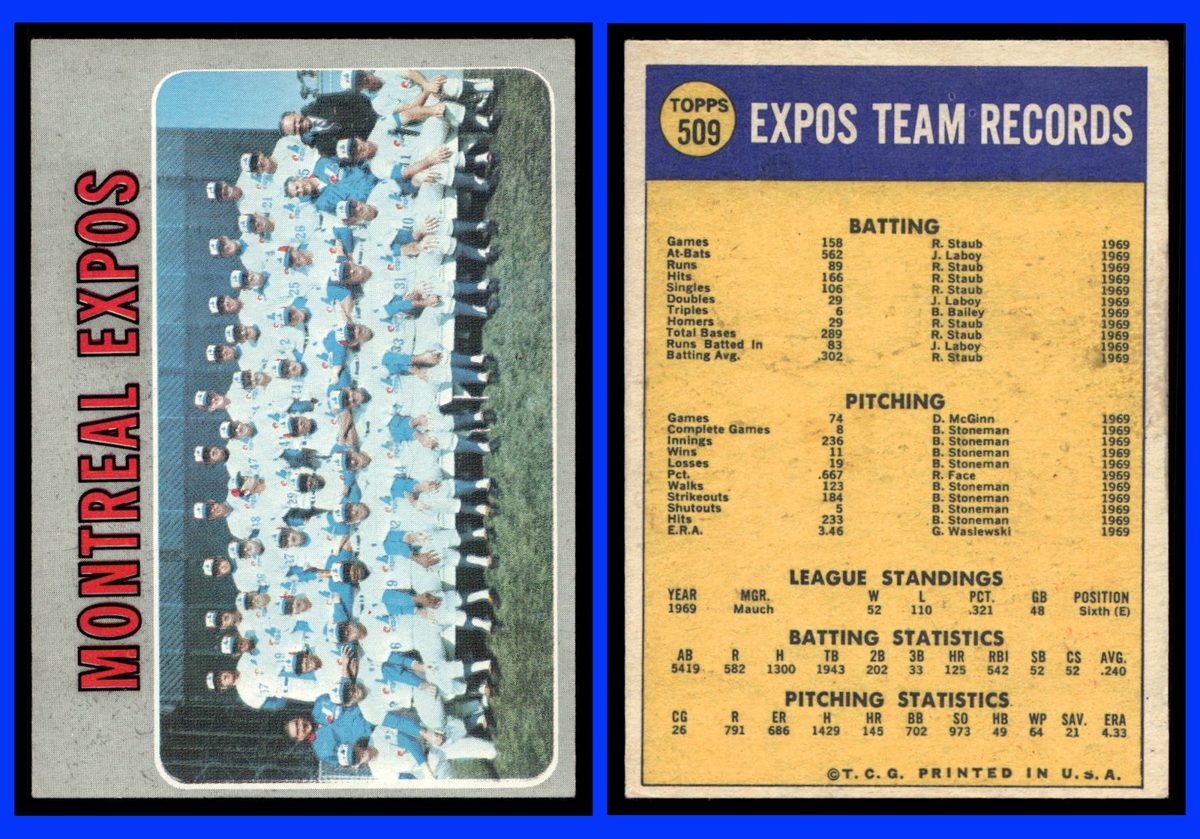 MONTREAL EXPOS
TOPPS
509
EXPOS TEAM RECORDS
BATTING
Games 158 R. Staub 1969
At-Bats 562 J. Laboy 1969
Runs 89 R. Staub 1969
Hits 166 R. Staub 1969
Singles 106 R. Staub 1969
Doubles 29 J. Laboy 1969
Triples 6 B. Bailey 1969
Homers 29 R. Staub 1969
Total Bases 289 R. Staub 1969
Runs Batted In 83 J. Laboy 1969
Batting Avg. .302 R. Staub 1969
PITCHING
Games 74 D. McGinn 1969
Complete Games 8 B. Stoneman 1969
Innings 236 B. Stoneman 1969
Wins 11 B. Stoneman 1969
Losses 19 B. Stoneman 1969
Pct. .667 R. Face 1969
Walks 123 B. Stoneman 1969
Strikeouts 184 B. Stoneman 1969
Shutouts 5 B. Stoneman 1969
Hits 233 B. Stoneman 1969
E.R.A. 3.46 G. Waslewski 1969
LEAGUE STANDINGS
YEAR MGR. W L PCT. GB POSITION
1969 Mauch 52 110 .321 48 Sixth (E)
BATTING STATISTICS
AB R H TB 2B 3B HR RBI SB CS AVG.
5419 582 1300 1943 202 33 125 542 52 52 .240
PITCHING STATISTICS
CG R ER H HR BB SO HB WP SAV. ERA
26 791 686 1429 145 702 973 49 64 21 4.33
©T.C.G. PRINTED IN U.S.A.